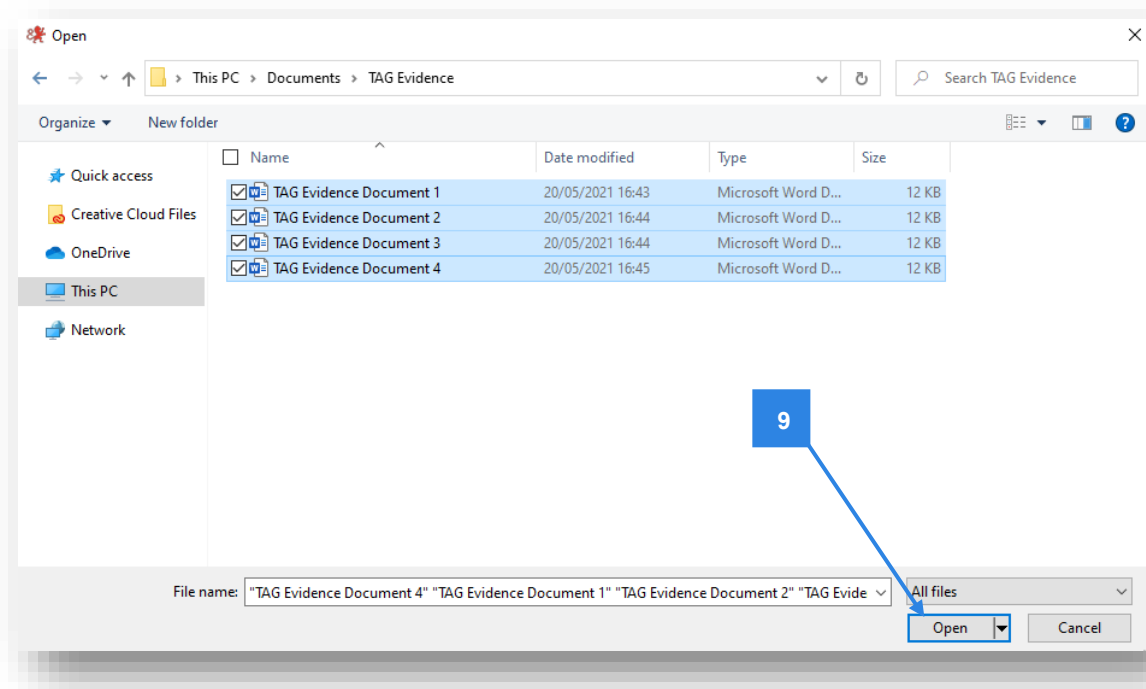 Open
This PC > Documents > TAG Evidence
Search TAG Evidence
Organize New folder
Name Date modified Type Size
Quick access
Creative Cloud Files
OneDrive
This PC
Network
TAG Evidence Document 1 20/05/2021 16:43 Microsoft Word D... 12 KB
TAG Evidence Document 2 20/05/2021 16:44 Microsoft Word D... 12 KB
TAG Evidence Document 3 20/05/2021 16:44 Microsoft Word D... 12 KB
TAG Evidence Document 4 20/05/2021 16:45 Microsoft Word D... 12 KB
9
File name: "TAG Evidence Document 4" "TAG Evidence Document 1" "TAG Evidence Document 2" "TAG Evide
All files
Open Cancel